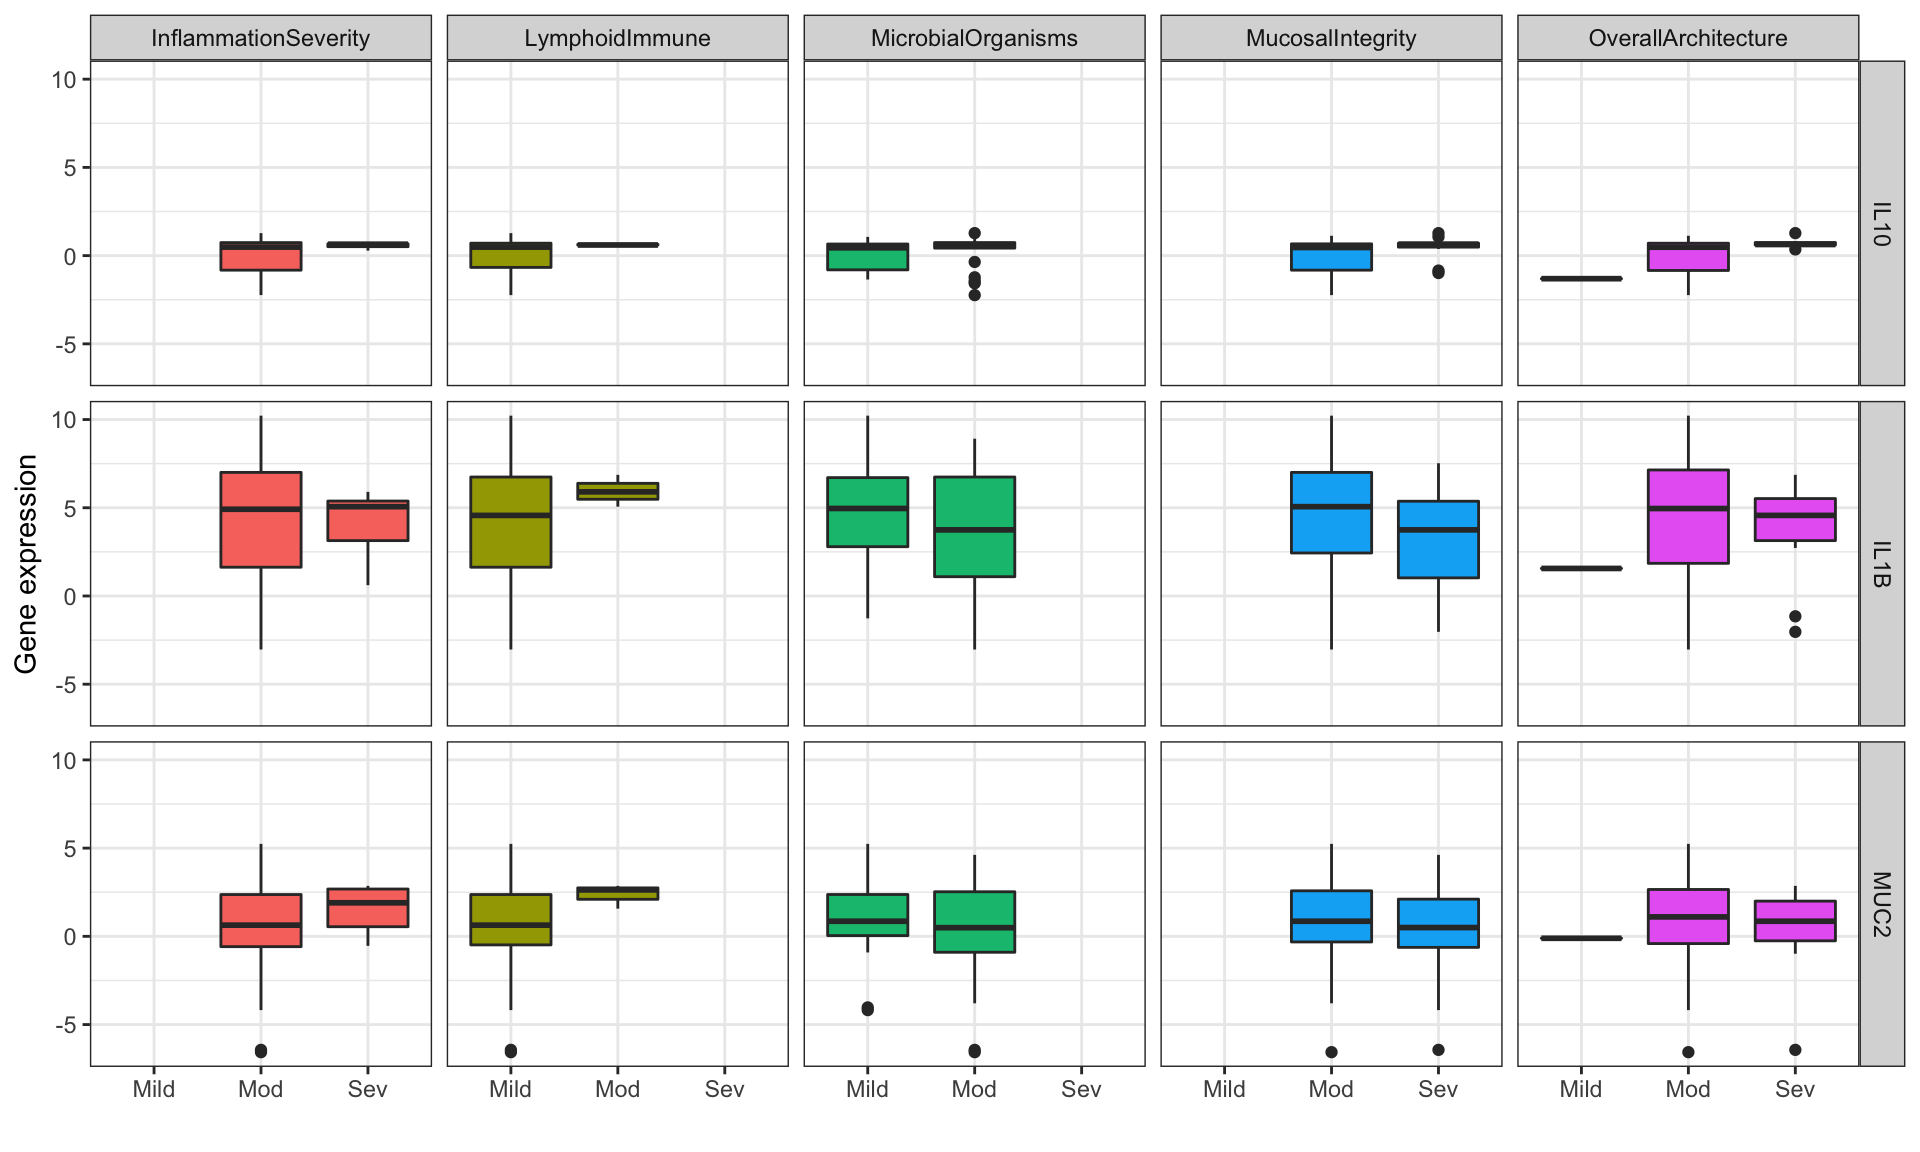 InflammationSeverity LymphoidImmune MicrobialOrganisms MucosalIntegrity OverallArchitecture
10
5
0
-5
IL10
10
5
0
-5
IL1B
Gene expression
10
5
0
-5
MUC2
Mild Mod Sev Mild Mod Sev Mild Mod Sev Mild Mod Sev Mild Mod Sev